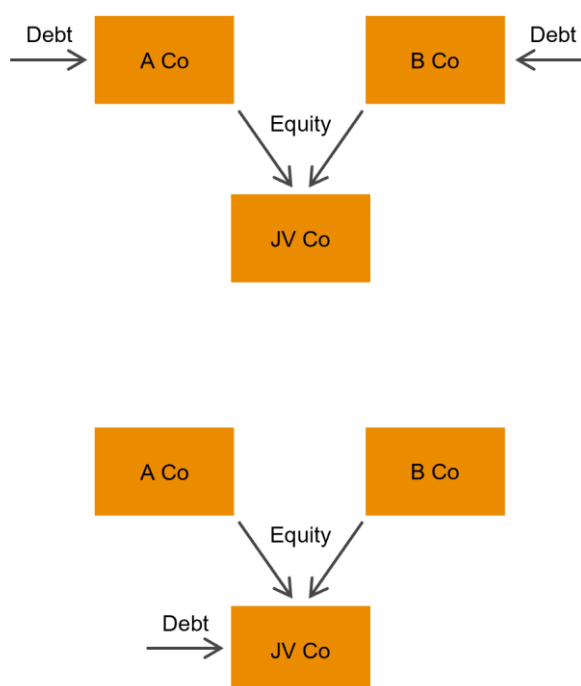 Debt
Debt
A Co
B Co
Equity
JV Co
A Co
B Co
Equity
Debt
JV Co